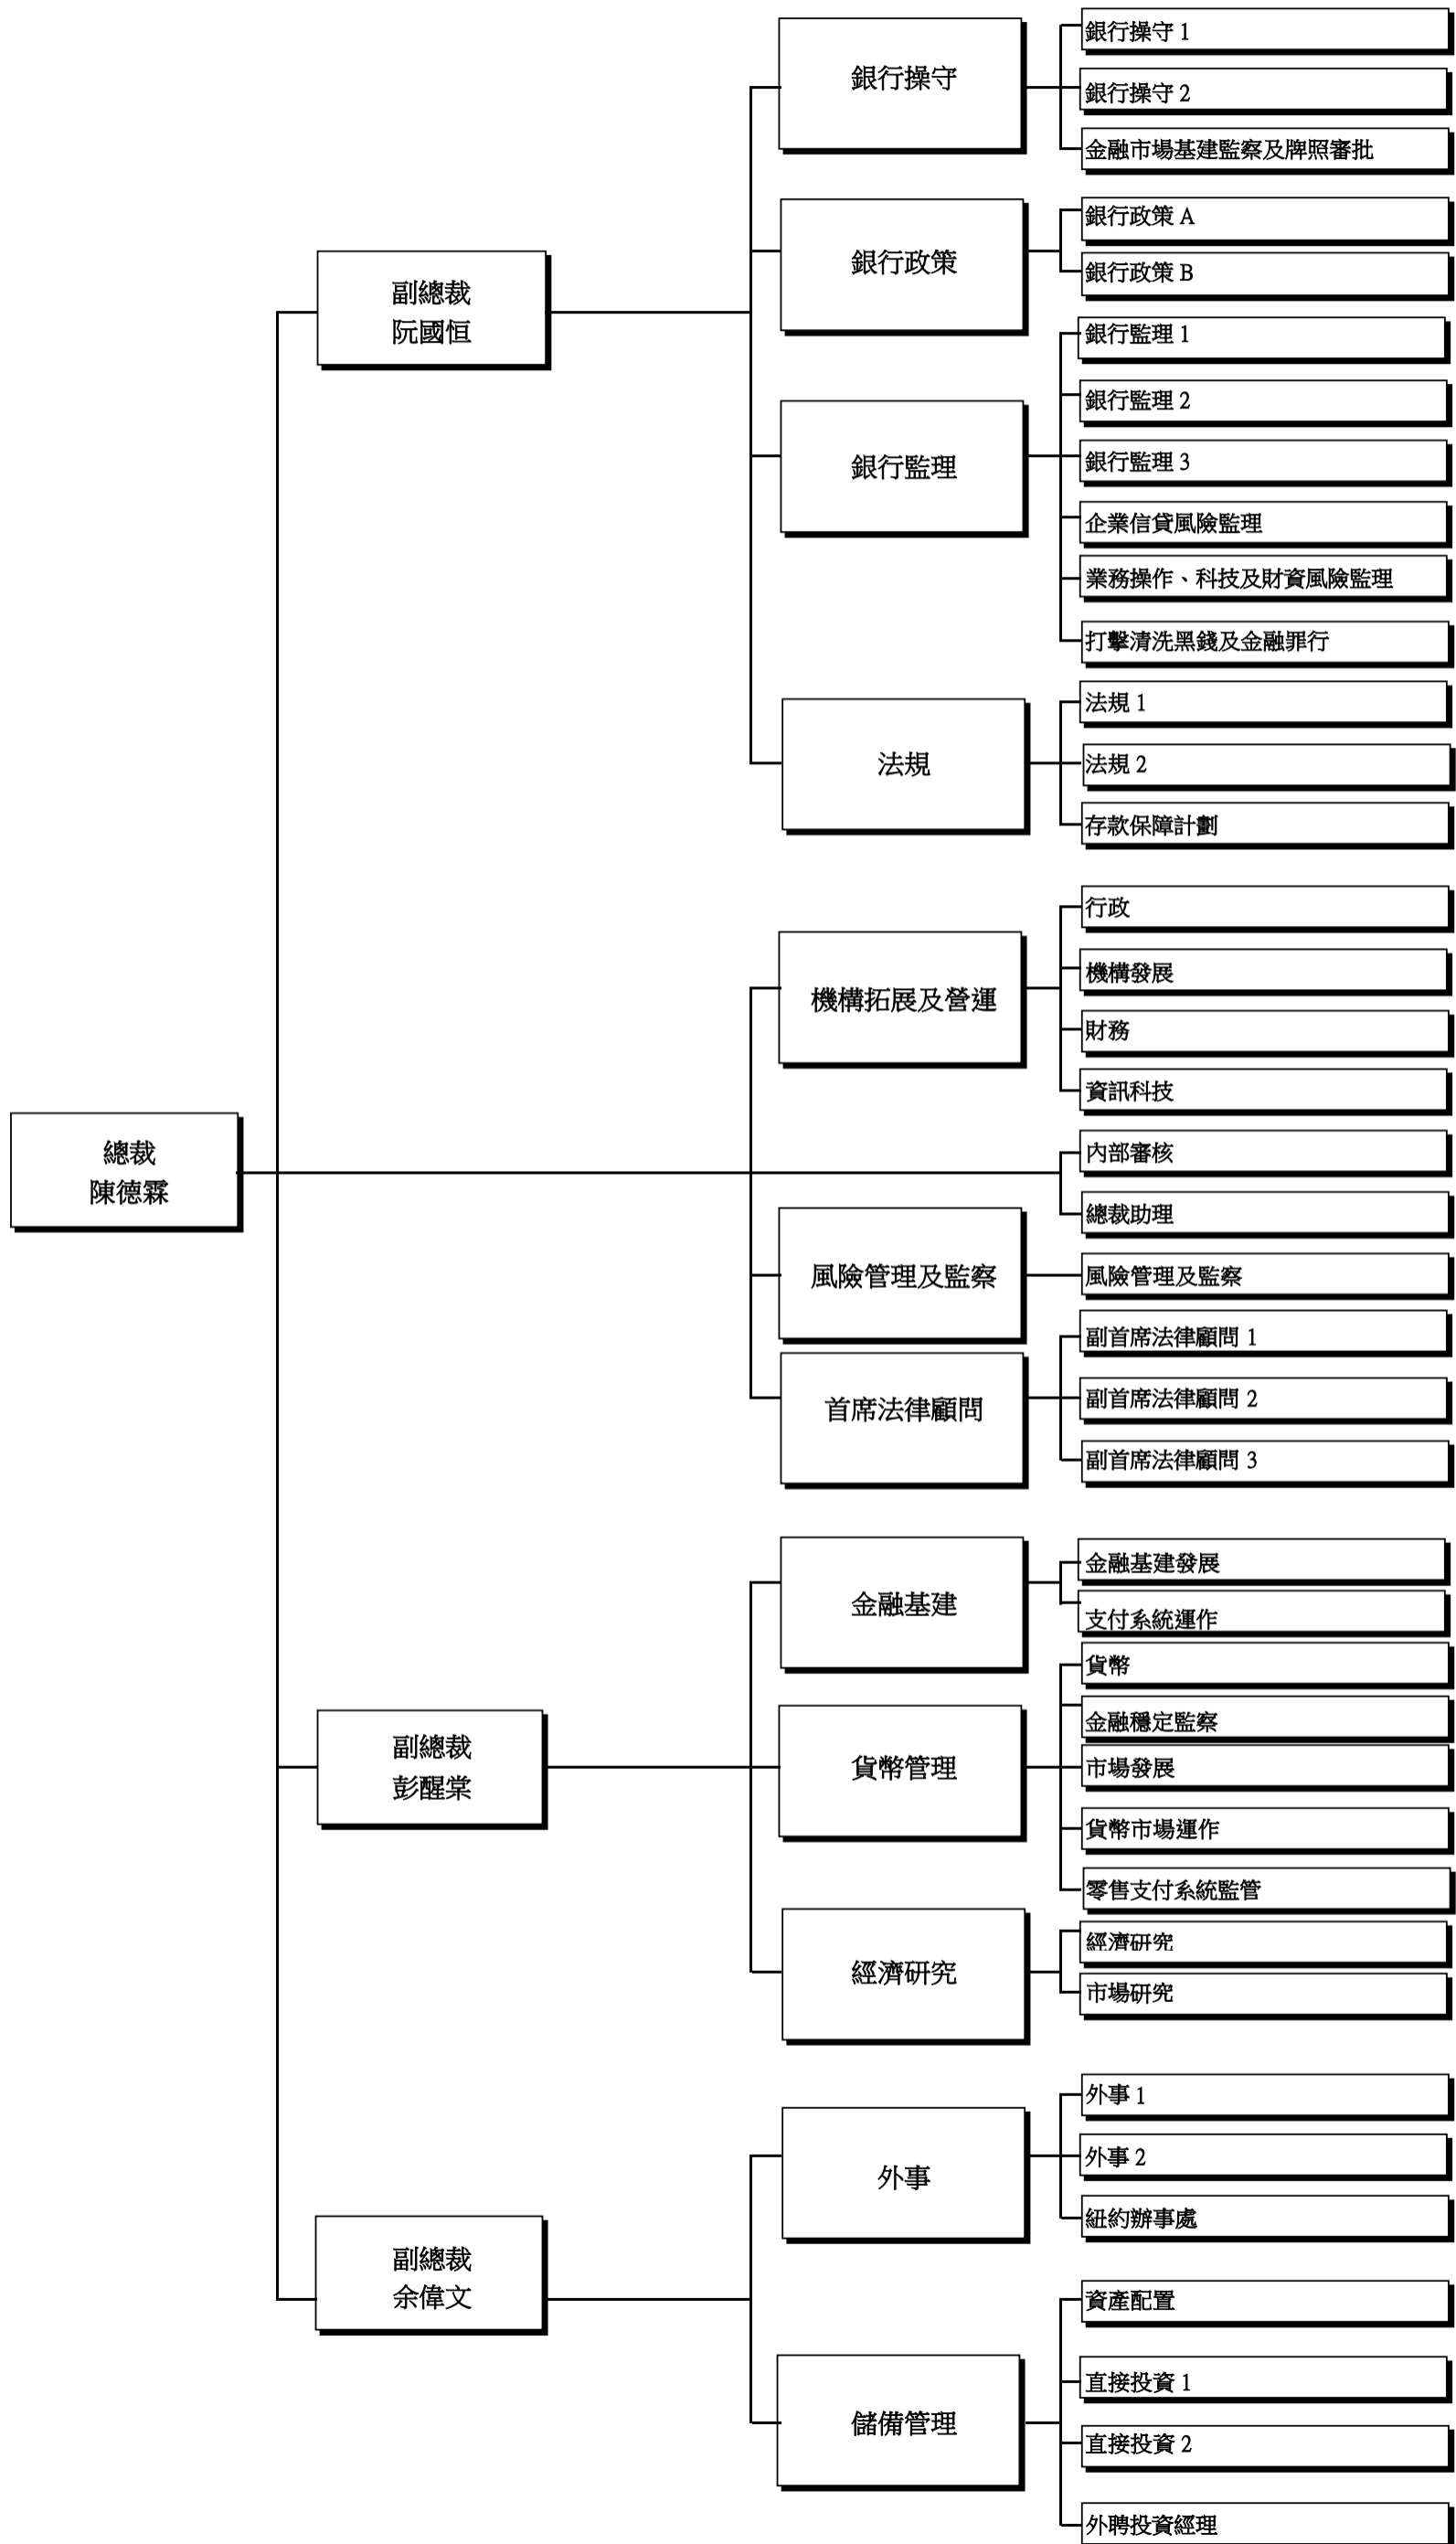 總裁
陳德霖
副總裁
阮國恒
銀行操守
銀行操守 1
銀行操守 2
金融市場基建監察及牌照審批
銀行政策
銀行政策 A
銀行政策 B
銀行監理
銀行監理 1
銀行監理 2
銀行監理 3
企業信貸風險監理
業務操作、科技及財資風險監理
打擊清洗黑錢及金融罪行
法規
法規 1
法規 2
存款保障計劃
機構拓展及營運
行政
機構發展
財務
資訊科技
內部審核
總裁助理
風險管理及監察
風險管理及監察
首席法律顧問
副首席法律顧問 1
副首席法律顧問 2
副首席法律顧問 3
副總裁
彭醒棠
金融基建
金融基建發展
支付系統運作
貨幣管理
貨幣
金融穩定監察
市場發展
貨幣市場運作
零售支付系統監管
經濟研究
經濟研究
市場研究
副總裁
余偉文
外事
外事 1
外事 2
紐約辦事處
儲備管理
資產配置
直接投資 1
直接投資 2
外聘投資經理